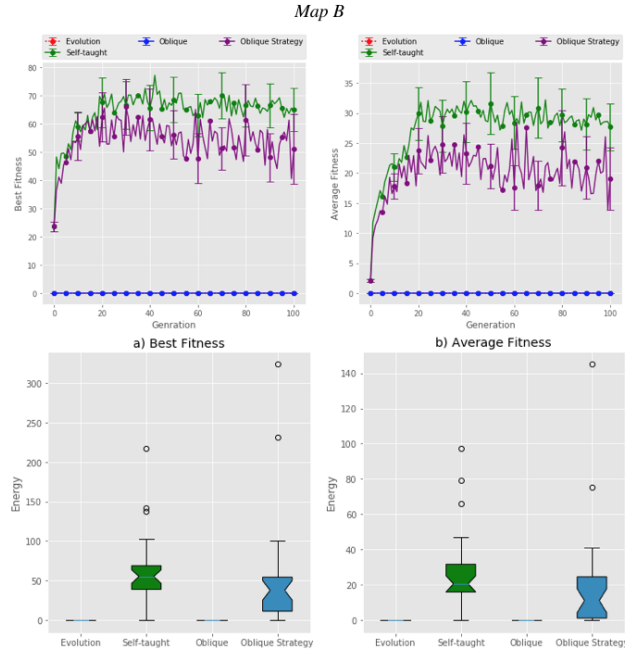 Map B
Evolution
Self-taught
Oblique
Oblique Strategy
Evolution
Self-taught
Oblique
Oblique Strategy
80
70
60
50
40
30
20
10
0
Best Fitness
0
20
40
60
80
100
Genration
35
30
25
20
15
10
5
0
Average Fitness
0
20
40
60
80
100
Generation
a) Best Fitness
b) Average Fitness
300
250
200
150
100
50
0
Energy
Evolution
Self-taught
Oblique
Oblique Strategy
140
120
100
80
60
40
20
0
Energy
Evolution
Self-taught
Oblique
Oblique Strategy